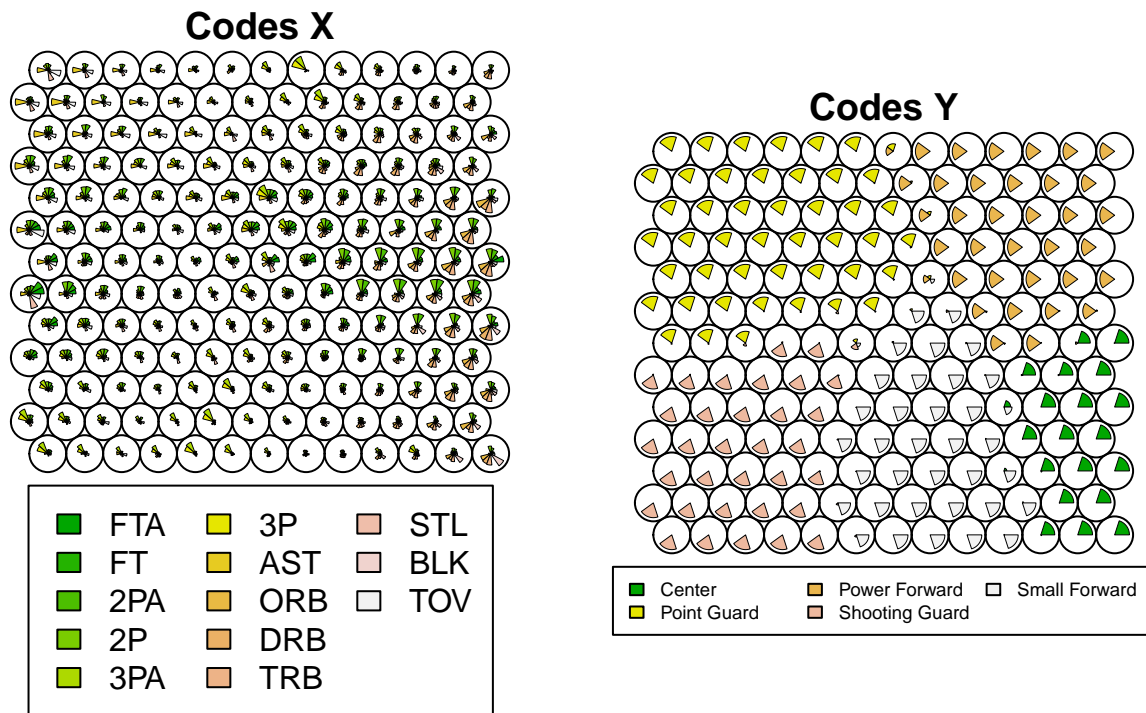 Codes X
FTA 3P STL
FT AST BLK
2PA ORB TOV
2P DRB
3PA TRB
Codes Y
Center Power Forward Small Forward
Point Guard Shooting Guard